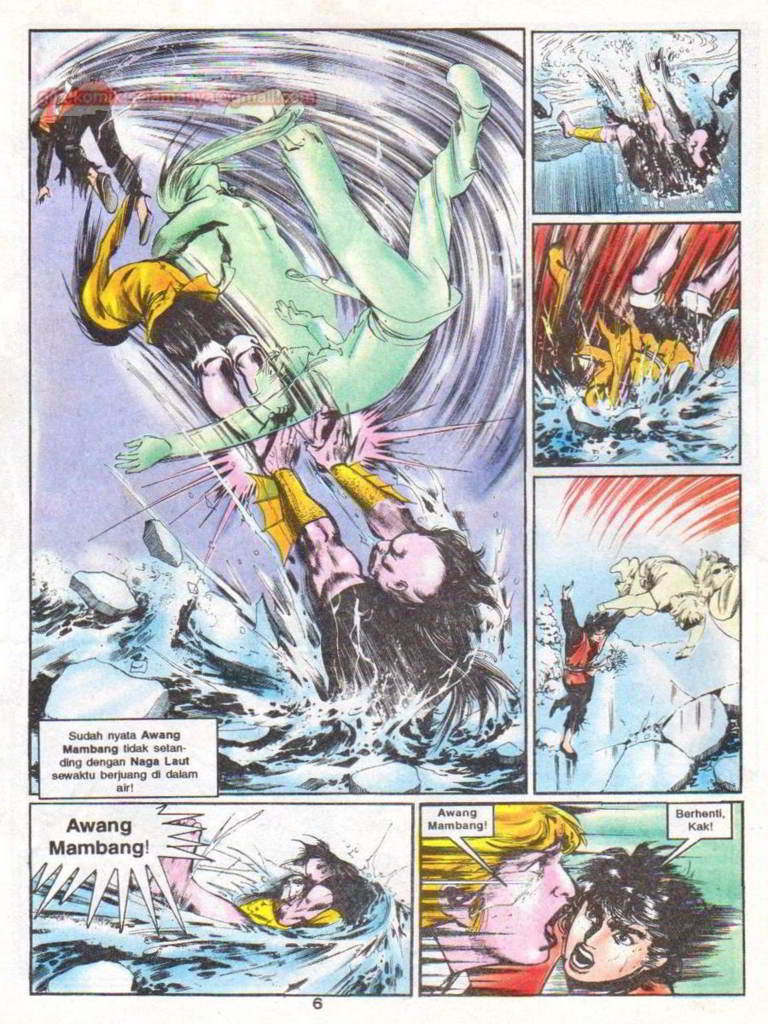 Sudah nyata Awang
Mambang tidak setan-
ding dengan Naga Laut
sewaktu berjuang di dalam
air!
Awang
Mambang!
Awang
Mambang!
Berhenti,
Kak!
6